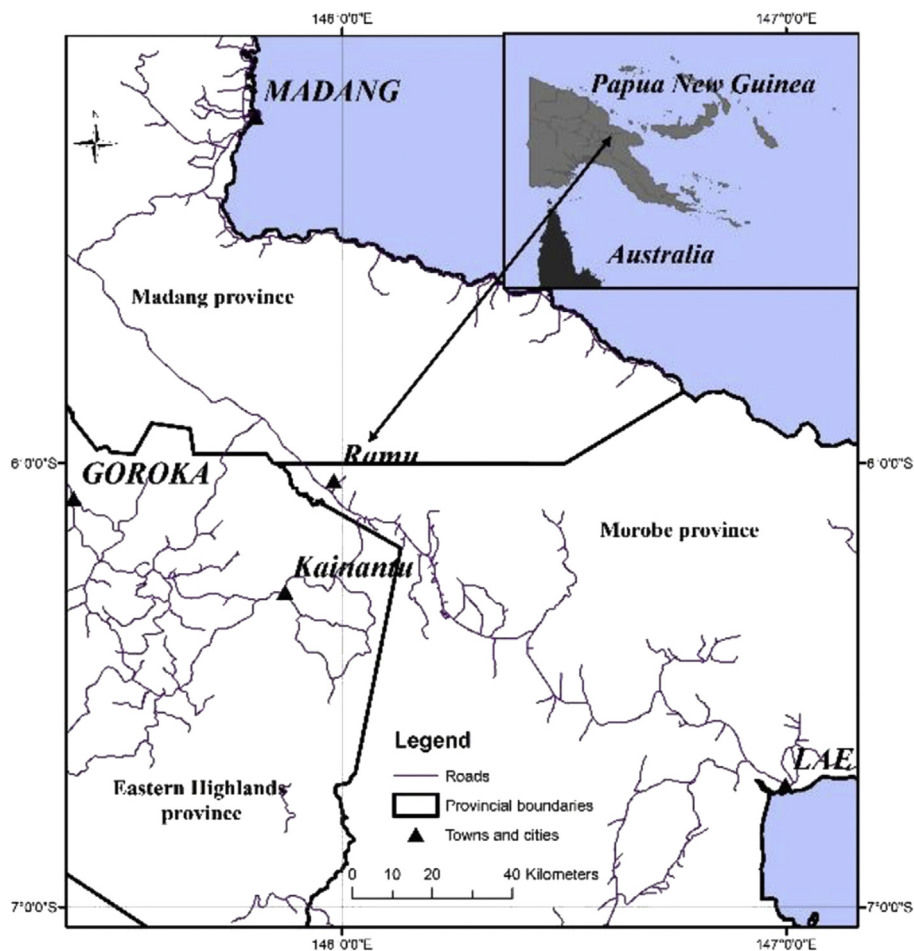 146°0'0"E
147°0'0"E
MADANG
Papua New Guinea
Australia
Madang province
6°0'0"S
Ramu
6°0'0"S
GOROKA
Morobe province
Kainantu
Legend
Roads
Provincial boundaries
Towns and cities
0 10 20 40 Kilometers
LAE
Eastern Highlands
province
7°0'0"S
7°0'0"S
146°0'0"E
147°0'0"E